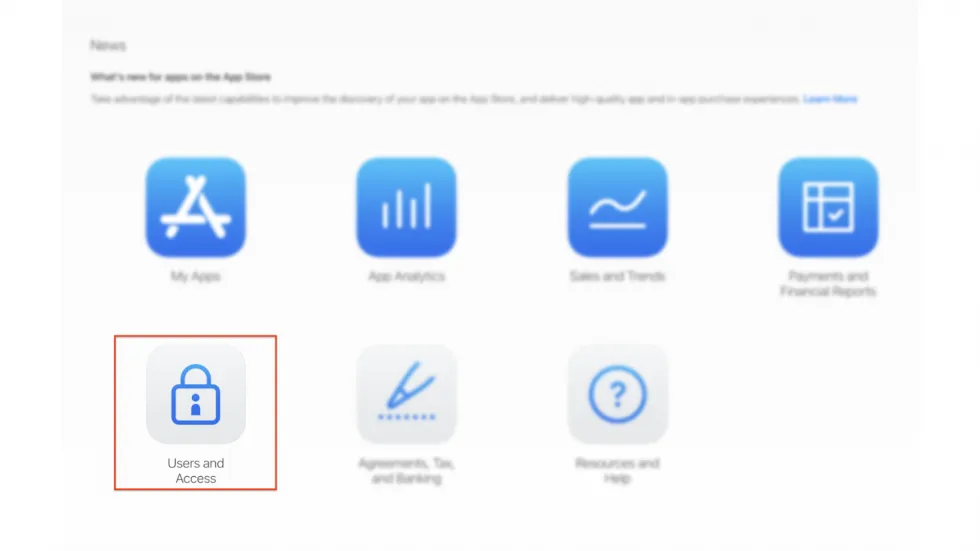 News
What's new for apps on the App Store
Take advantage of the latest capabilities to improve the discovery of your app on the App Store, and deliver high-quality app and in-app purchase experiences. Learn More
My Apps
App Analytics
Sales and Trends
Payments and
Financial Reports
Users and
Access
Agreements, Tax,
and Banking
Resources and
Help